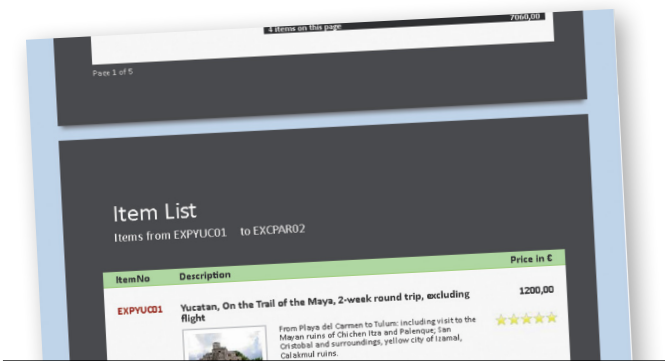 4 items on this page 7060,00
Page 1 of 5
Item List
Items from EXPYUC01 to EXCPAR02
ItemNo Description Price in €
EXPYUC01 Yucatan, On the Trail of the Maya, 2-week round trip, excluding 1200,00
flight
From Playa del Carmen to Tulum: including visit to the
Mayan ruins of Chichen Itza and Palenque; San
Cristobal and surroundings, yellow city of Izamal,
Calakmul ruins.